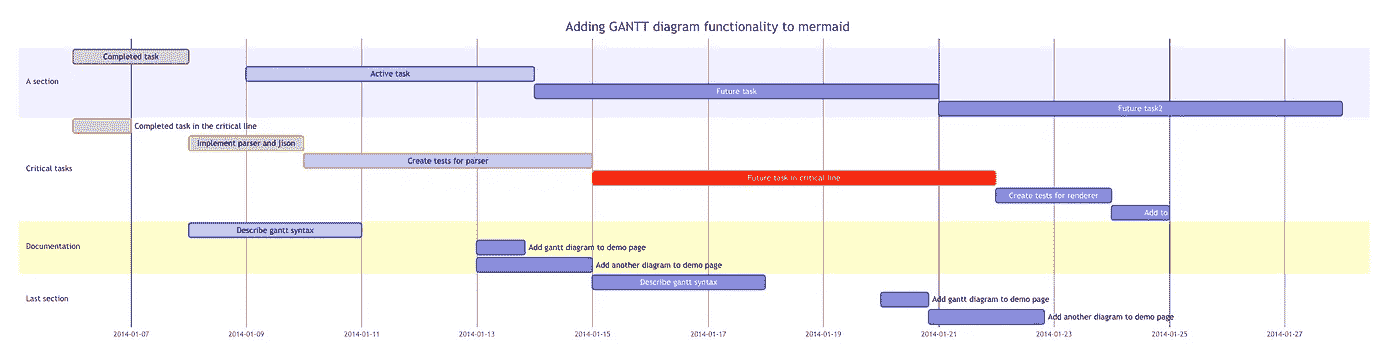 Adding GANTT diagram functionality to mermaid
Completed task
A section
Active task
Future task
Future task2
Completed task in the critical line
Implement parser and jison
Critical tasks
Create tests for parser
Future task in critical line
Create tests for renderer
Add to
Describe gantt syntax
Documentation
Add gantt diagram to demo page
Add another diagram to demo page
Describe gantt syntax
Last section
Add gantt diagram to demo page
Add another diagram to demo page
2014-01-07 2014-01-09 2014-01-11 2014-01-13 2014-01-15 2014-01-17 2014-01-19 2014-01-21 2014-01-23 2014-01-25 2014-01-27